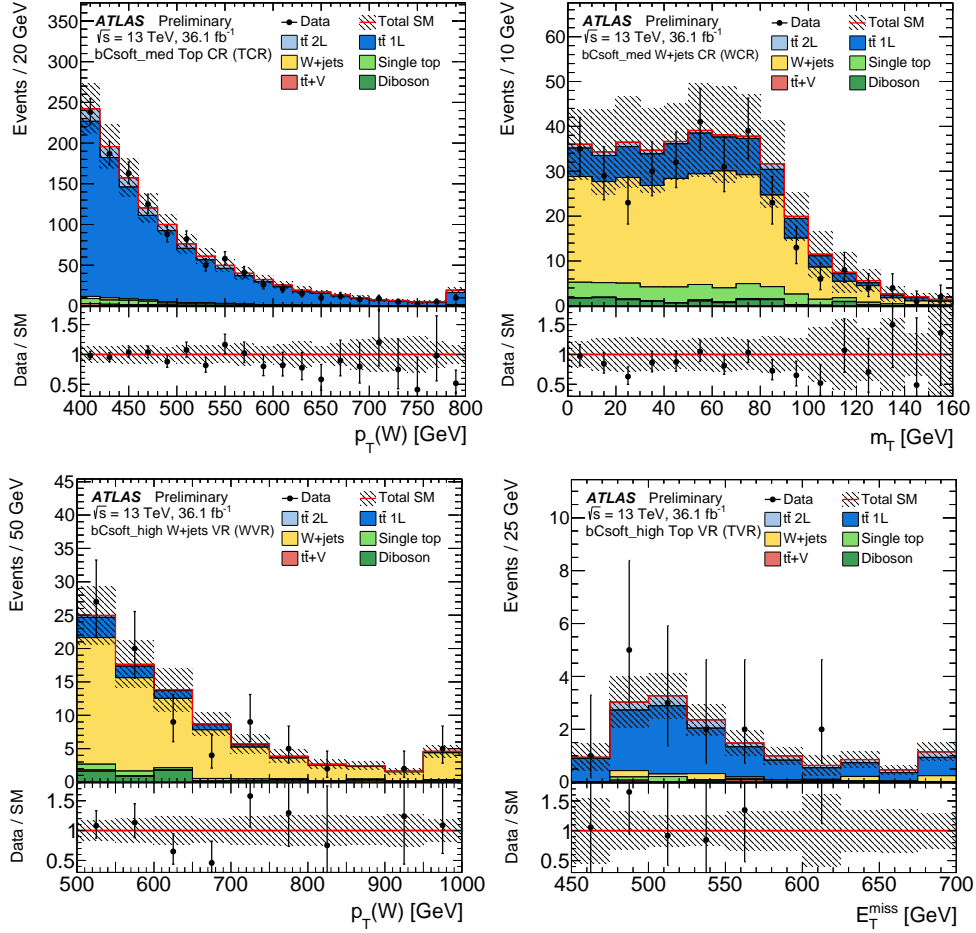 ATLAS Preliminary
√s = 13 TeV, 36.1 fb⁻¹
bCsoft_med Top CR (TCR)
Data
Total SM
tt̄ 2L
tt̄ 1L
W+jets
Single top
tt̄+V
Diboson
Events / 20 GeV
350
300
250
200
150
100
50
0
Data / SM
1.5
1
0.5
400 450 500 550 600 650 700 750 800
p_T(W) [GeV]
ATLAS Preliminary
√s = 13 TeV, 36.1 fb⁻¹
bCsoft_med W+jets CR (WCR)
Data
Total SM
tt̄ 2L
tt̄ 1L
W+jets
Single top
tt̄+V
Diboson
Events / 10 GeV
60
50
40
30
20
10
0
Data / SM
1.5
1
0.5
0 20 40 60 80 100 120 140 160
m_T [GeV]
ATLAS Preliminary
√s = 13 TeV, 36.1 fb⁻¹
bCsoft_high W+jets VR (WVR)
Data
Total SM
tt̄ 2L
tt̄ 1L
W+jets
Single top
tt̄+V
Diboson
Events / 50 GeV
45
40
35
30
25
20
15
10
5
0
Data / SM
1.5
1
0.5
500 600 700 800 900 1000
p_T(W) [GeV]
ATLAS Preliminary
√s = 13 TeV, 36.1 fb⁻¹
bCsoft_high Top VR (TVR)
Data
Total SM
tt̄ 2L
tt̄ 1L
W+jets
Single top
tt̄+V
Diboson
Events / 25 GeV
10
8
6
4
2
0
Data / SM
1.5
1
0.5
450 500 550 600 650 700
E_T^miss [GeV]